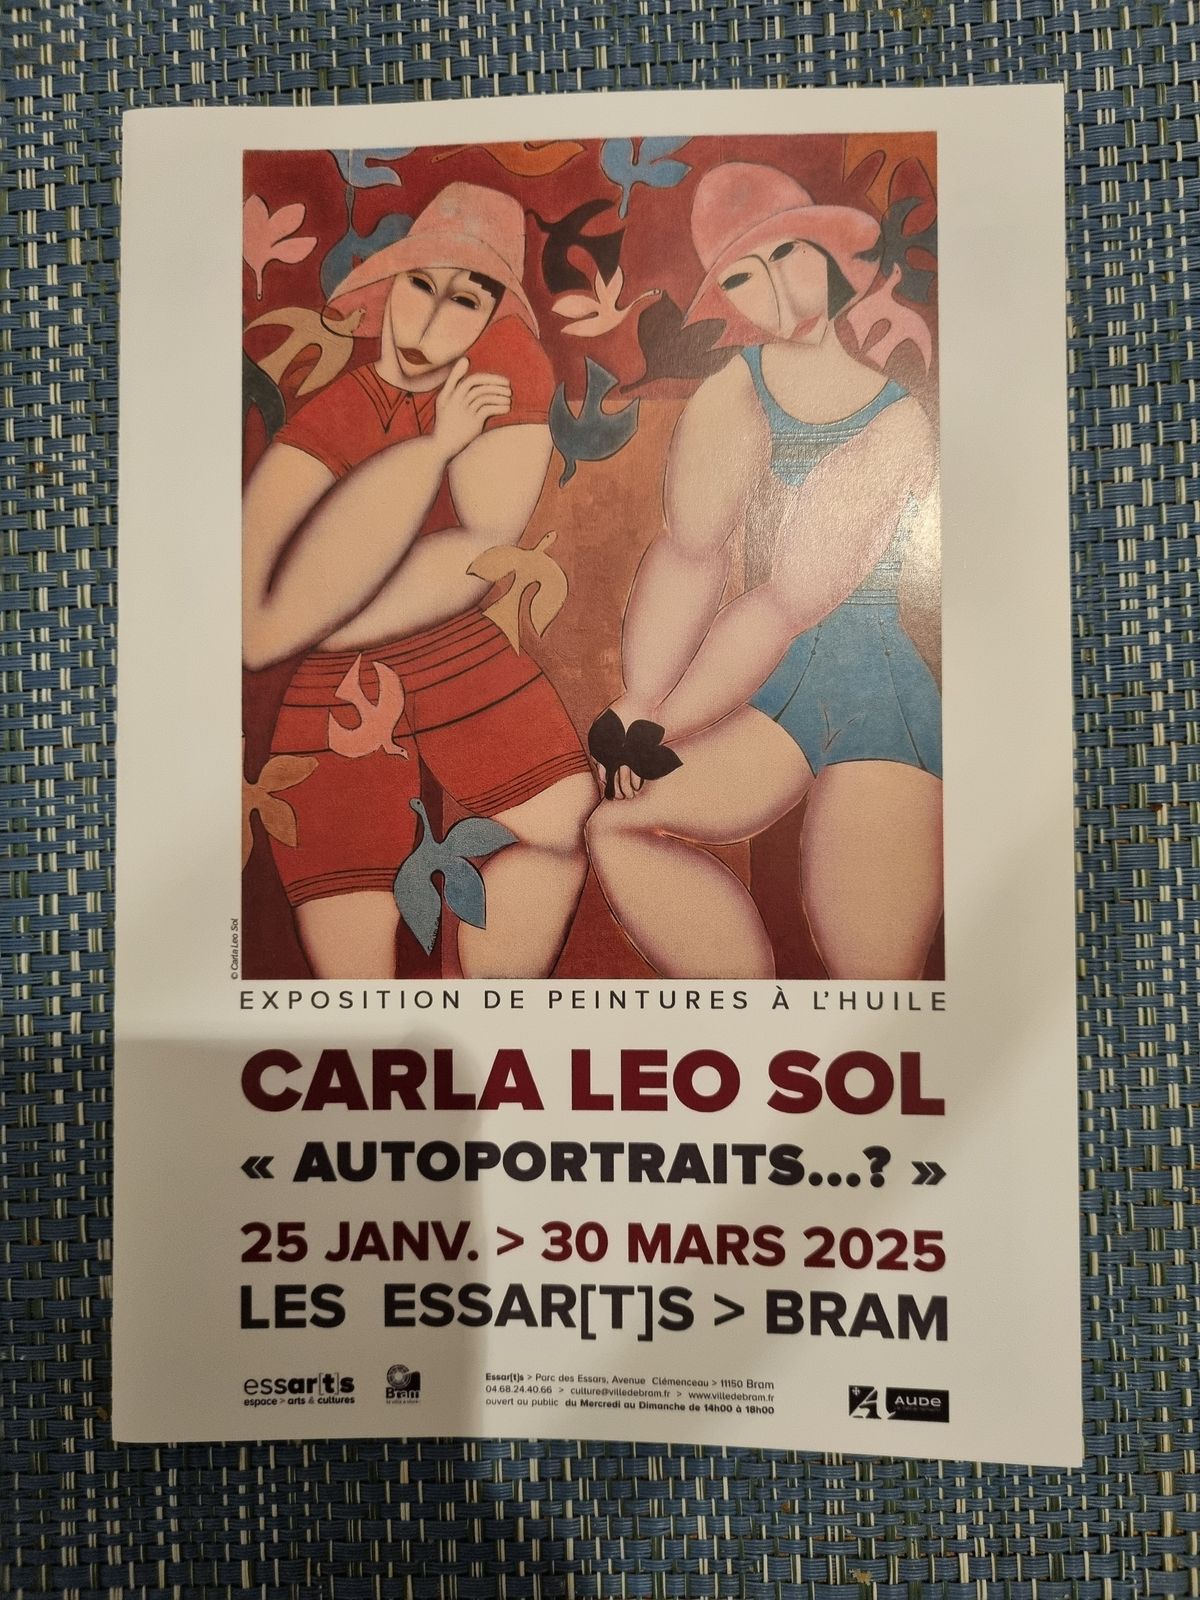 © Carla Leo Sol
EXPOSITION DE PEINTURES À L'HUILE
CARLA LEO SOL
« AUTOPORTRAITS...? »
25 JANV. > 30 MARS 2025
LES ESSAR[T]S > BRAM
essar[t]s
espace > arts & cultures
Bram
Essar[t]s > Parc des Essars, Avenue Clémenceau > 11150 Bram
04.68.24.40.66 > culture@villedebram.fr > www.villedebram.fr
ouvert au public du Mercredi au Dimanche de 14h00 à 18h00
AUDE